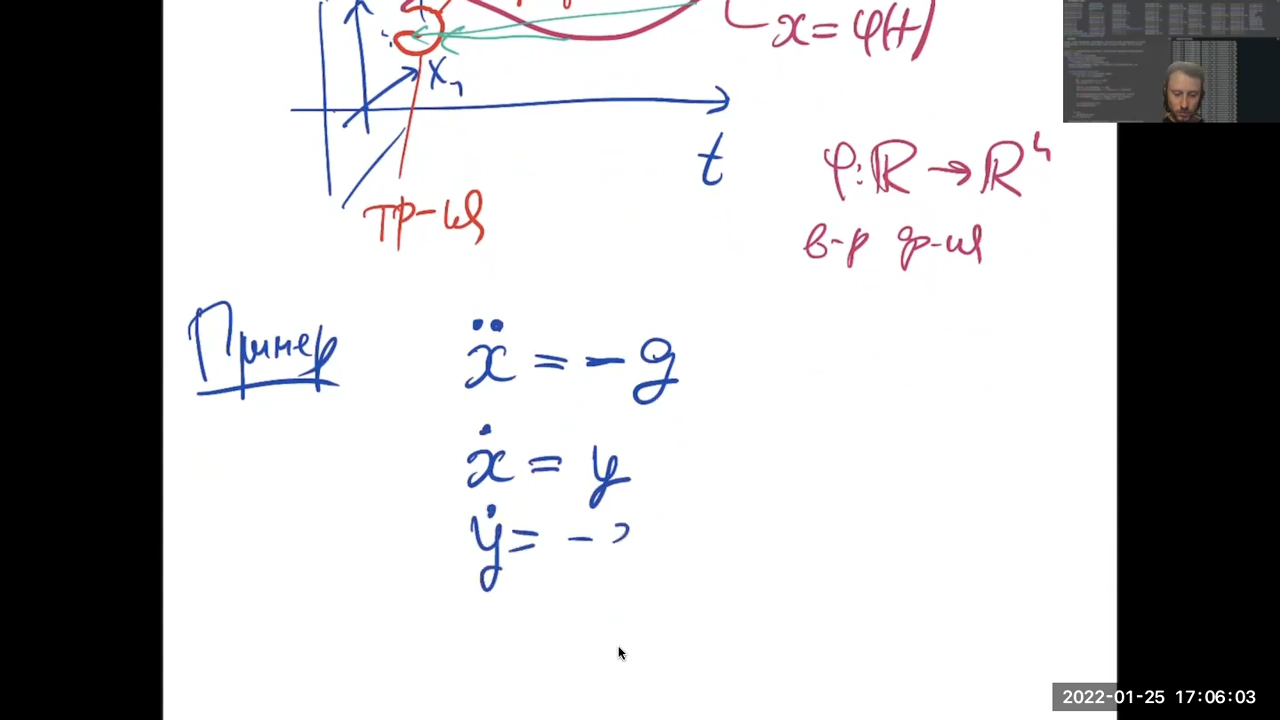 x = φ(t)
X₁
t
φ: ℝ → ℝⁿ
тр-ия
в-р ф-ия
Пример
ẍ = - g
ẋ = y
ẏ = -
2022-01-25 17:06:03